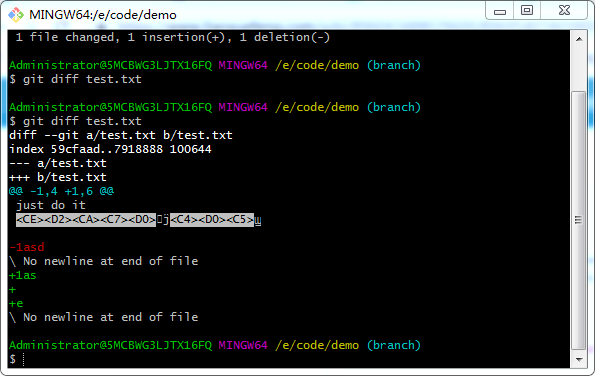 MINGW64:/e/code/demo
1 file changed, 1 insertion(+), 1 deletion(-)
Administrator@5MCBWG3LJTX16FQ MINGW64 /e/code/demo (branch)
$ git diff test.txt
Administrator@5MCBWG3LJTX16FQ MINGW64 /e/code/demo (branch)
$ git diff test.txt
diff --git a/test.txt b/test.txt
index 59cfaad..7918888 100644
--- a/test.txt
+++ b/test.txt
@@ -1,4 +1,6 @@
just do it
<CE><D2><CA><C7><D0>j<C4><D0><C5>
-1asd
\ No newline at end of file
+1as
+
+e
\ No newline at end of file
Administrator@5MCBWG3LJTX16FQ MINGW64 /e/code/demo (branch)
$